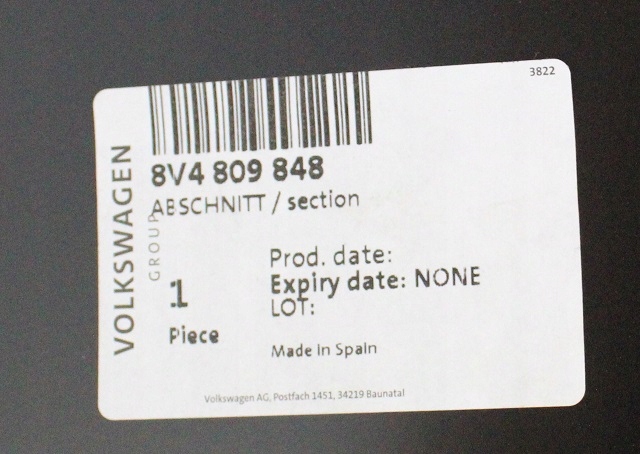 3822
VOLKSWAGEN
GROUP
8V4 809 848
ABSCHNITT / section
1
Piece
Prod. date:
Expiry date: NONE
LOT:
Made In Spain
Volkswagen AG, Postfach 1451, 34219 Baunatal